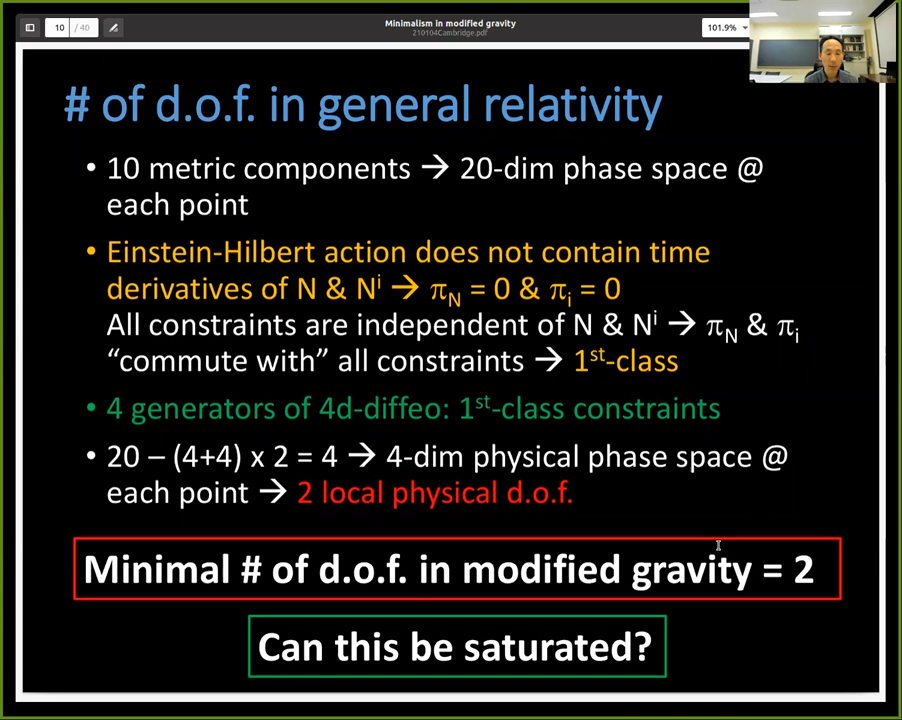 10 / 40
Minimalism in modified gravity
210104Cambridge.pdf
101.9%
# of d.o.f. in general relativity
• 10 metric components → 20-dim phase space @
each point
• Einstein-Hilbert action does not contain time
derivatives of N & Nⁱ → π_N = 0 & π_i = 0
All constraints are independent of N & Nⁱ → π_N & π_i
“commute with” all constraints → 1ˢᵗ-class
• 4 generators of 4d-diffeo: 1ˢᵗ-class constraints
• 20 – (4+4) x 2 = 4 → 4-dim physical phase space @
each point → 2 local physical d.o.f.
Minimal # of d.o.f. in modified gravity = 2
Can this be saturated?